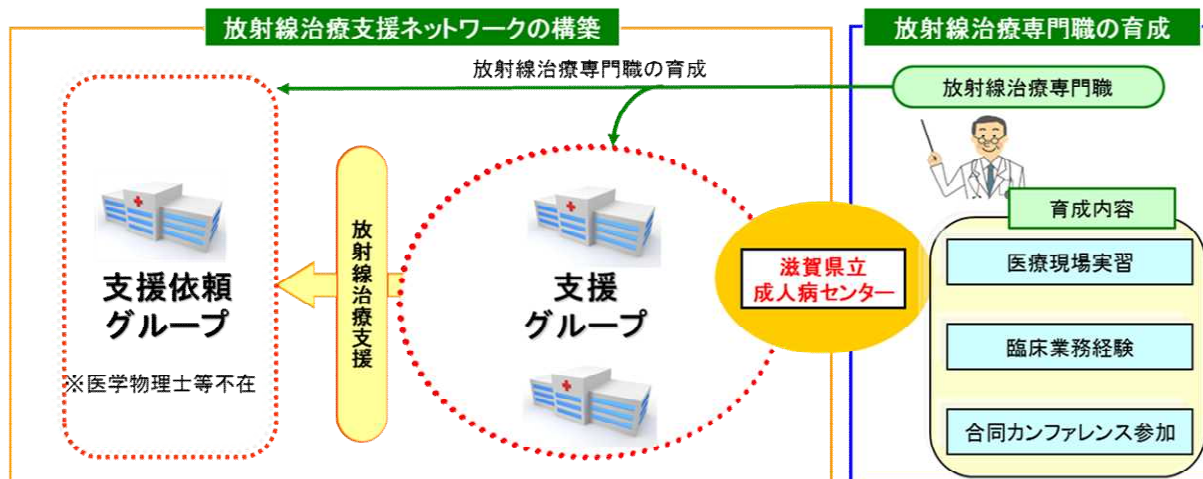 放射線治療支援ネットワークの構築
放射線治療専門職の育成
支援依頼
グループ
※医学物理士等不在
放射線治療支援
支援
グループ
滋賀県立
成人病センター
放射線治療専門職の育成
放射線治療専門職
育成内容
医療現場実習
臨床業務経験
合同カンファレンス参加